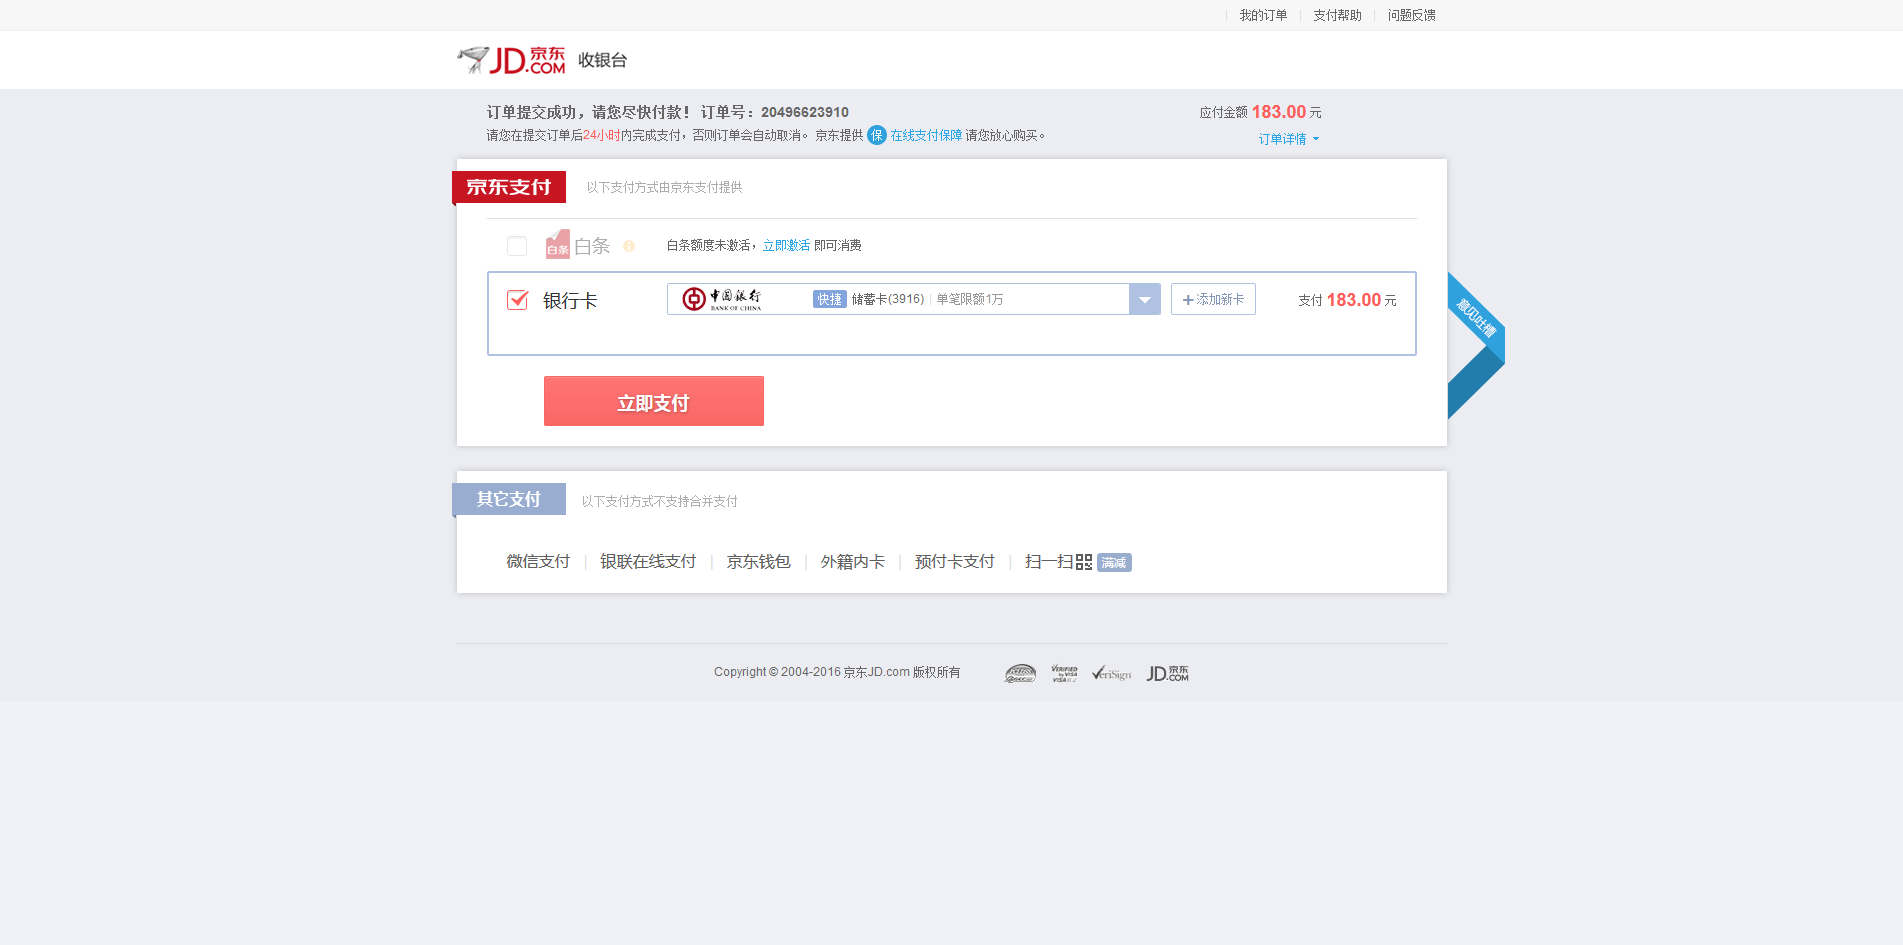 我的订单 | 支付帮助 | 问题反馈
JD.COM 京东 收银台
订单提交成功，请您尽快付款！ 订单号：20496623910
应付金额 183.00 元
请您在提交订单后24小时内完成支付，否则订单会自动取消。 京东提供 保 在线支付保障 请您放心购买。
订单详情
京东支付 以下支付方式由京东支付提供
白条 白条 白条额度未激活，立即激活 即可消费
银行卡 中国银行 BANK OF CHINA 快捷 储蓄卡(3916) | 单笔限额1万 +添加新卡 支付 183.00 元
意见吐槽
立即支付
其它支付 以下支付方式不支持合并支付
微信支付 | 银联在线支付 | 京东钱包 | 外籍内卡 | 预付卡支付 | 扫一扫 满减
Copyright © 2004-2016 京东JD.com 版权所有 VERIFIED by VISA VeriSign JD.COM 京东